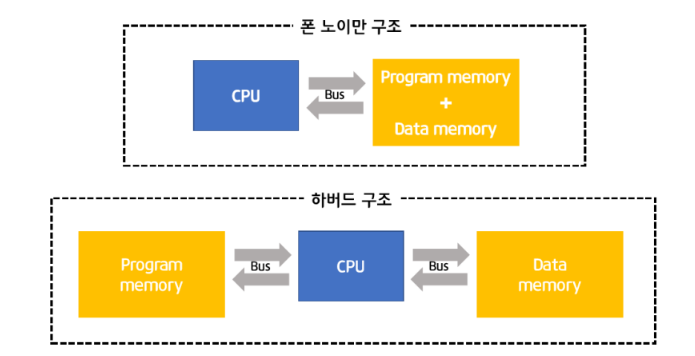 폰 노이만 구조
CPU
Bus
Program memory
+
Data memory
하버드 구조
Program
memory
Bus
CPU
Bus
Data
memory